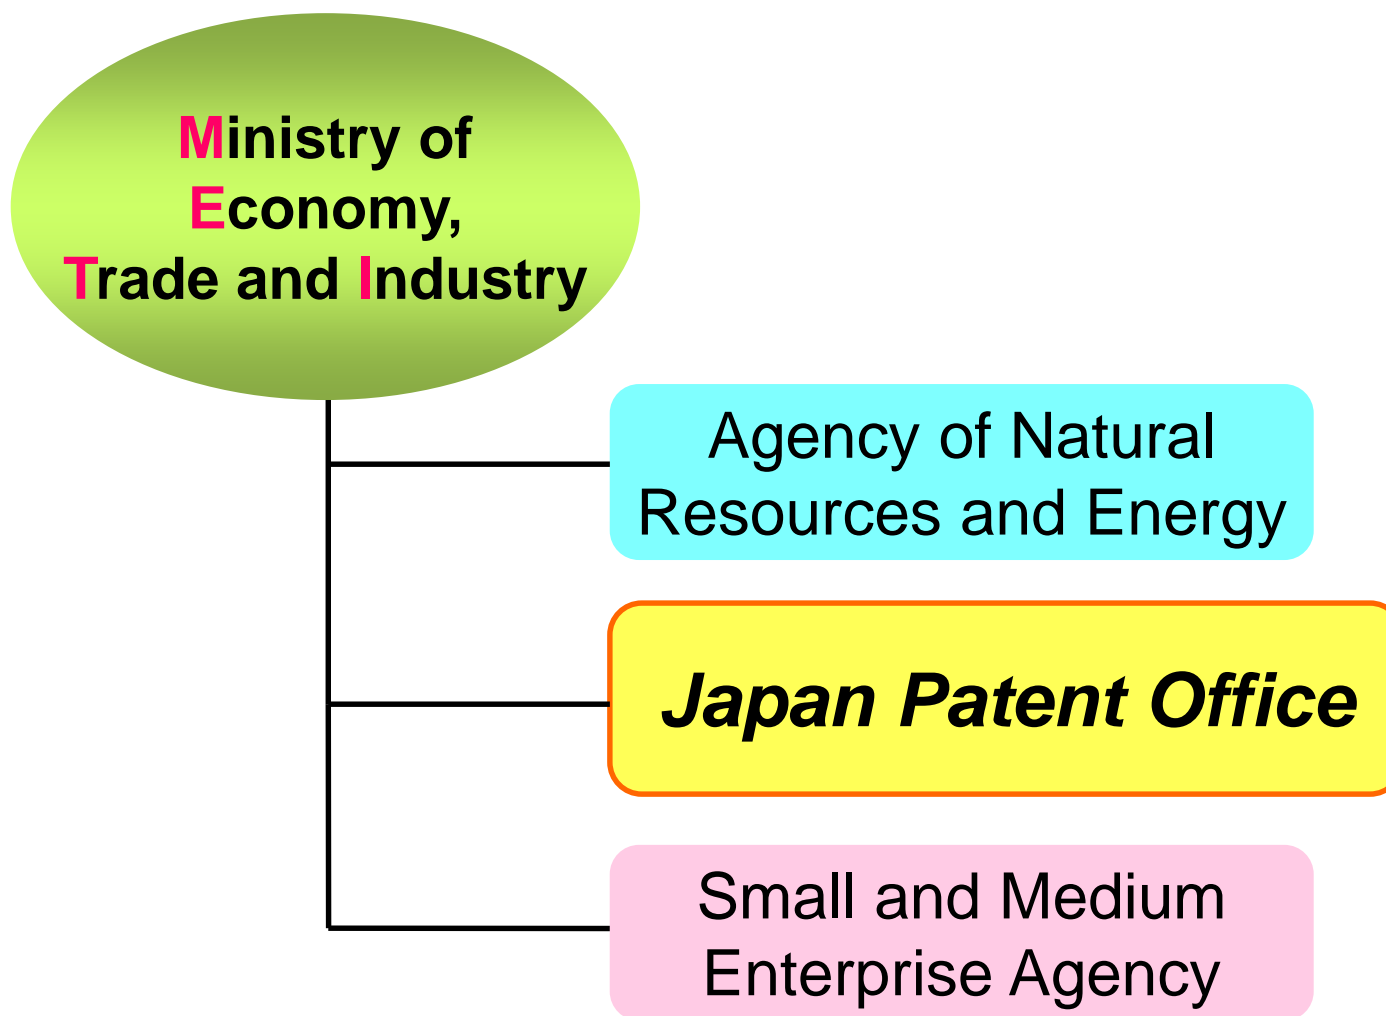 Ministry of
Economy,
Trade and Industry
Agency of Natural
Resources and Energy
Japan Patent Office
Small and Medium
Enterprise Agency